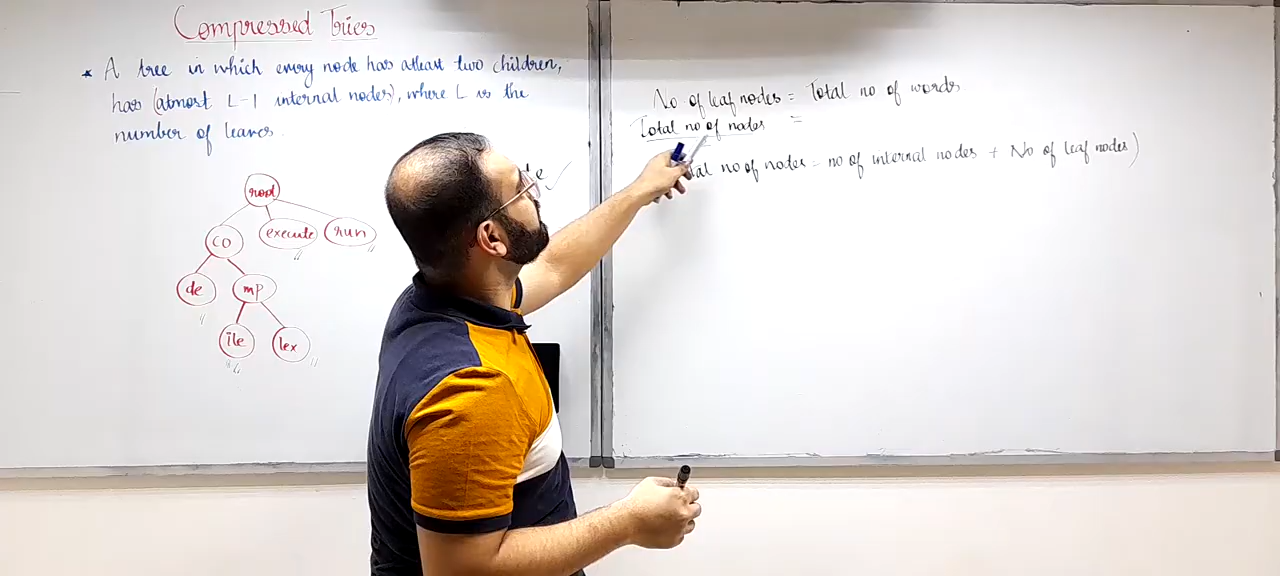 Compressed Tries
* A tree in which every node has atleast two children,
has (atmost L-1 internal nodes), where L is the
number of leaves.
root
co execute run
de mp
ile lex
No of leaf nodes = Total no of words
Total no of nodes =
no of nodes = no of internal nodes + No of leaf nodes)